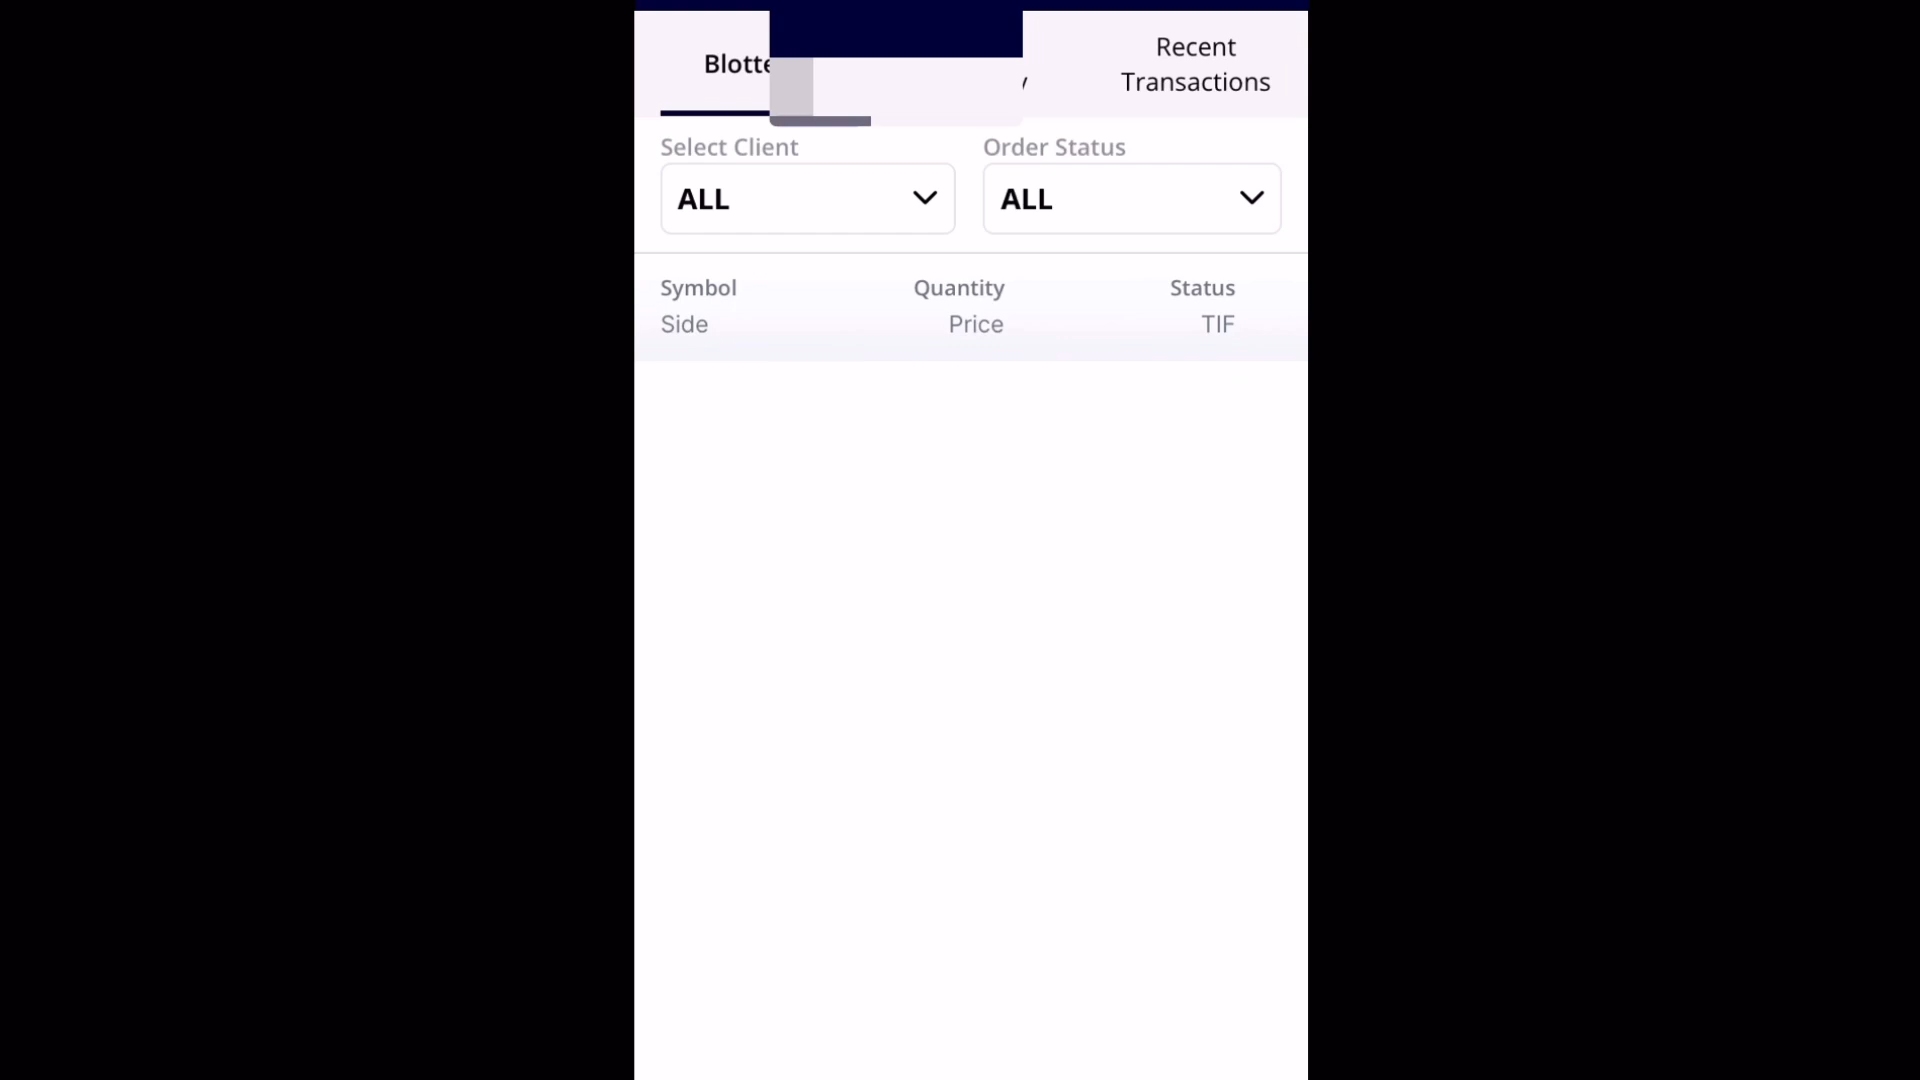 Blotte
Recent
Transactions
Select Client
Order Status
ALL
ALL
Symbol
Quantity
Status
Side
Price
TIF